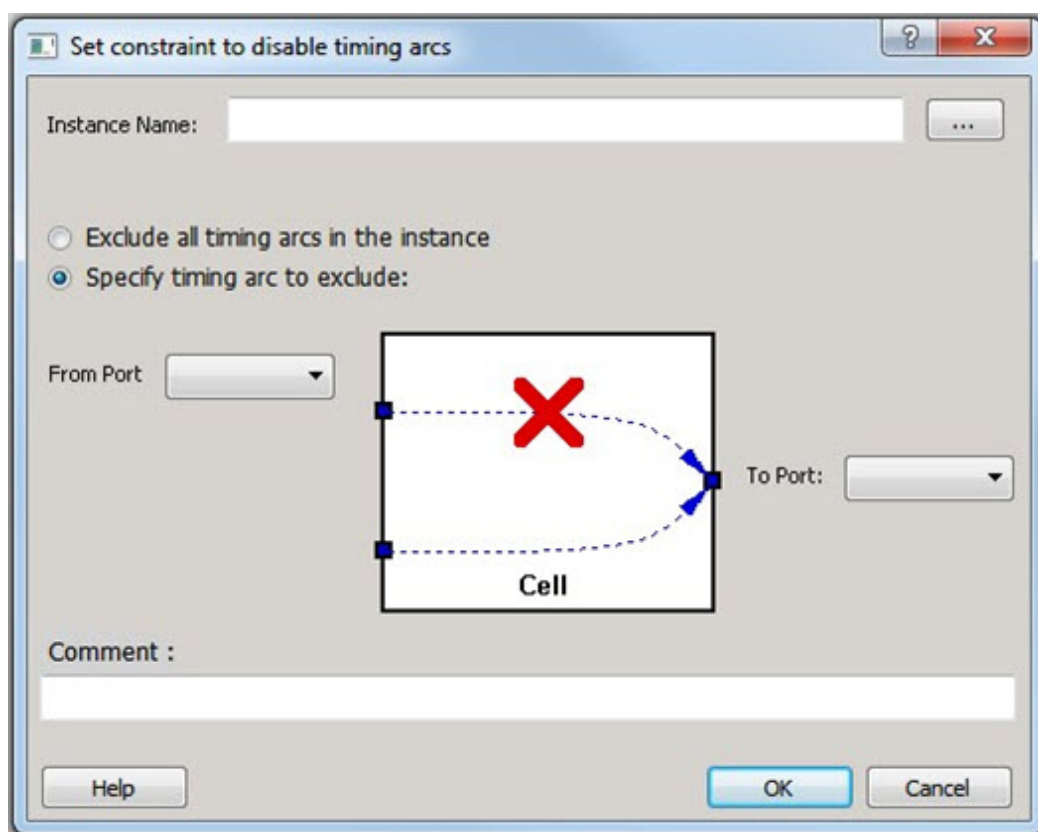 Set constraint to disable timing arcs
?
Instance Name:
...
Exclude all timing arcs in the instance
Specify timing arc to exclude:
From Port
To Port:
Cell
Comment :
Help
OK
Cancel